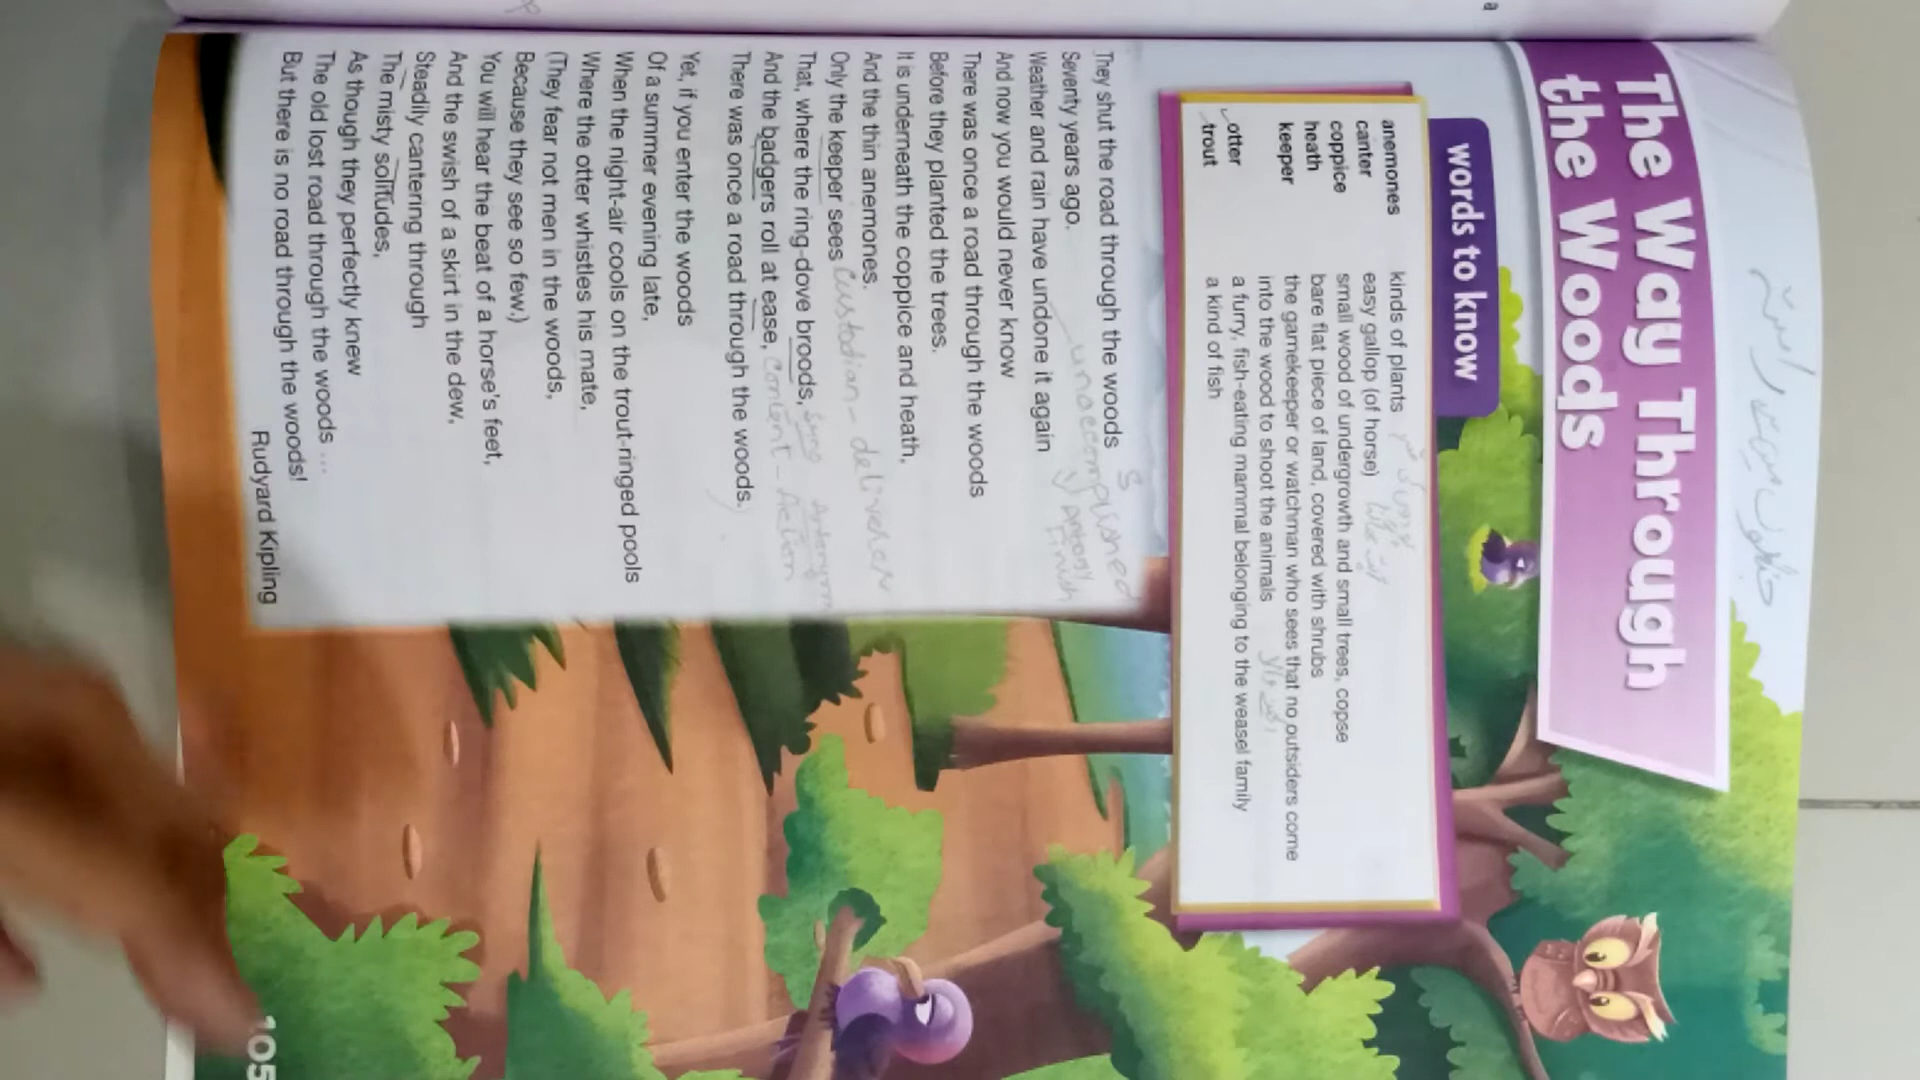 جنگلوں میں راستہ
The Way Through
the Woods
words to know
anemones kinds of plants
canter easy gallop (of horse)
coppice small wood of undergrowth and small trees, copse
heath bare flat piece of land, covered with shrubs
keeper the gamekeeper or watchman who sees that no outsiders come
into the wood to shoot the animals
otter a furry, fish-eating mammal belonging to the weasel family
trout a kind of fish
They shut the road through the woods S
Seventy years ago. unaccompushed
Weather and rain have undone it again
And now you would never know
There was once a road through the woods
Before they planted the trees.
It is underneath the coppice and heath,
And the thin anemones.
Only the keeper sees Custodian - deliverer
That, where the ring-dove broods,
And the badgers roll at ease, content - Action
There was once a road through the woods.
Yet, if you enter the woods
Of a summer evening late,
When the night-air cools on the trout-ringed pools
Where the otter whistles his mate,
(They fear not men in the woods,
Because they see so few.)
You will hear the beat of a horse's feet,
And the swish of a skirt in the dew,
Steadily cantering through
The misty solitudes,
As though they perfectly knew
The old lost road through the woods ...
But there is no road through the woods!
Rudyard Kipling
105